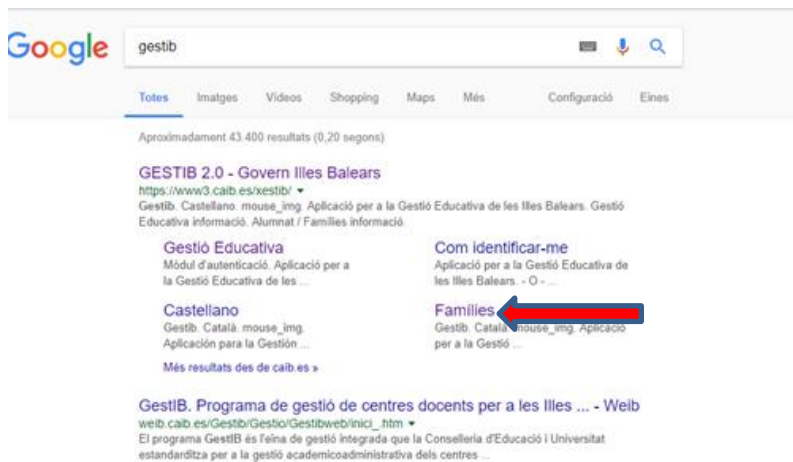 Google
gestib
Totes Imatges Vídeos Shopping Maps Més Configuració Eines
Aproximadament 43.400 resultats (0,20 segons)
GESTIB 2.0 - Govern Illes Balears
https://www3.caib.es/xestib/
Gestib. Castellano. mouse_img. Aplicació per a la Gestió Educativa de les Illes Balears. Gestió
Educativa informació. Alumnat / Famílies informació
Gestió Educativa
Mòdul d'autenticació. Aplicació per a
la Gestió Educativa de les ...
Com identificar-me
Aplicació per a la Gestió Educativa de
les Illes Balears. - O - ...
Castellano
Gestib. Català. mouse_img.
Aplicación para la Gestión ...
Famílies
Gestib. Català. mouse_img. Aplicació
per a la Gestió ...
Més resultats des de caib.es »
GestIB. Programa de gestió de centres docents per a les Illes ... - Weib
weib.caib.es/Gestib/Gestio/Gestibweb/inici_.htm
El programa GestIB és l'eina de gestió integrada que la Conselleria d'Educació i Universitat
estandarditza per a la gestió academicoadministrativa dels centres ...